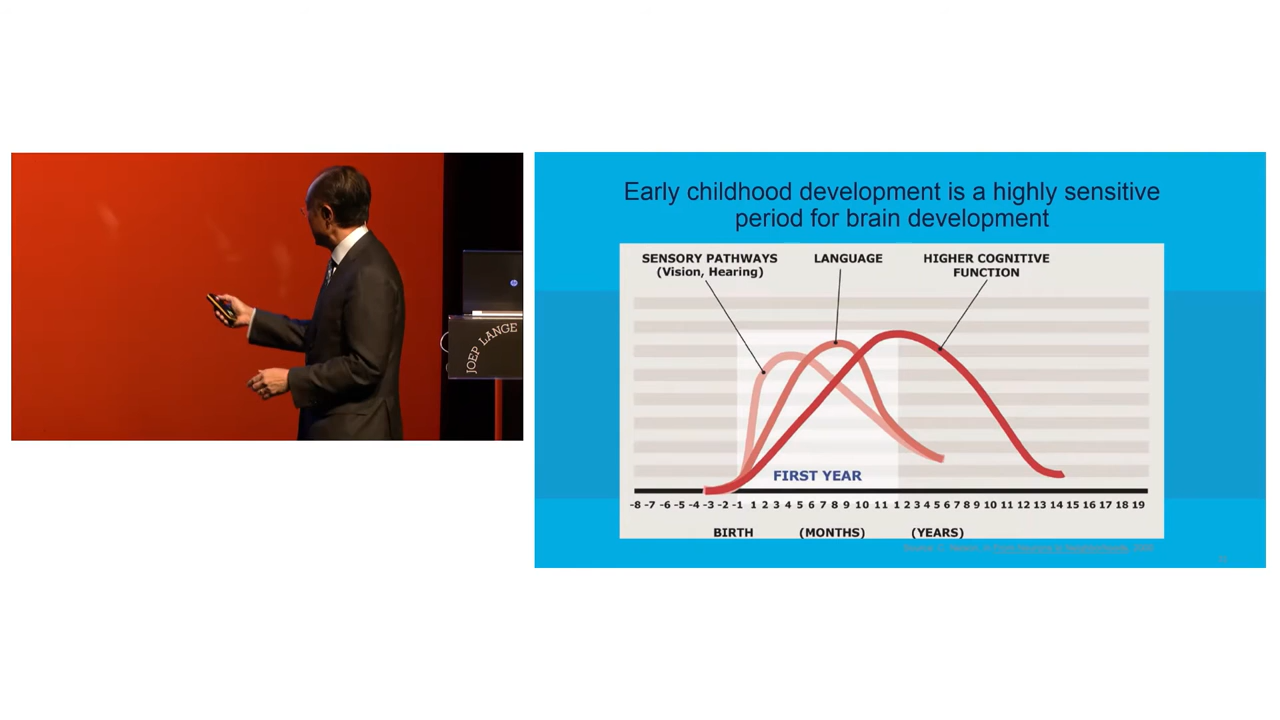 JOEP LANGE
Early childhood development is a highly sensitive
period for brain development
SENSORY PATHWAYS
(Vision, Hearing)
LANGUAGE
HIGHER COGNITIVE
FUNCTION
FIRST YEAR
-8 -7 -6 -5 -4 -3 -2 -1 1 2 3 4 5 6 7 8 9 10 11 1 2 3 4 5 6 7 8 9 10 11 12 13 14 15 16 17 18 19
BIRTH (MONTHS) (YEARS)